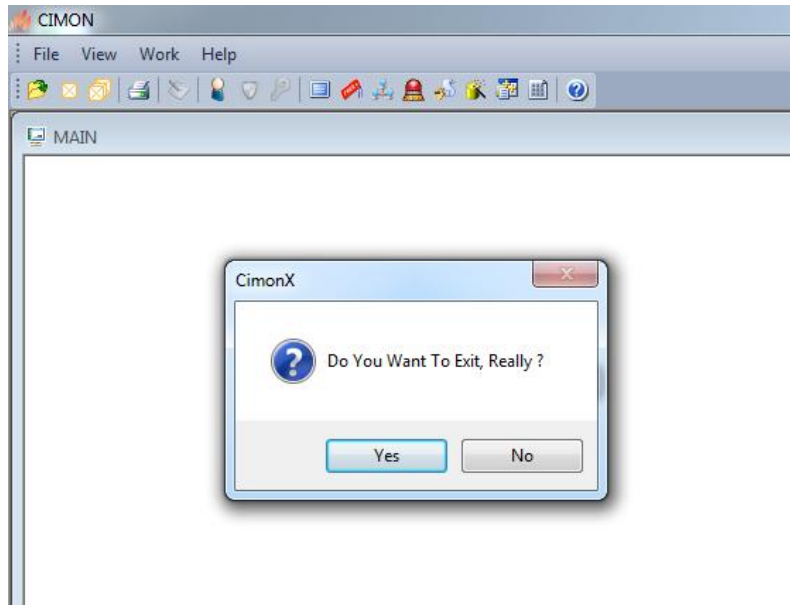 CIMON
File View Work Help
MAIN
CimonX
Do You Want To Exit, Really ?
Yes No